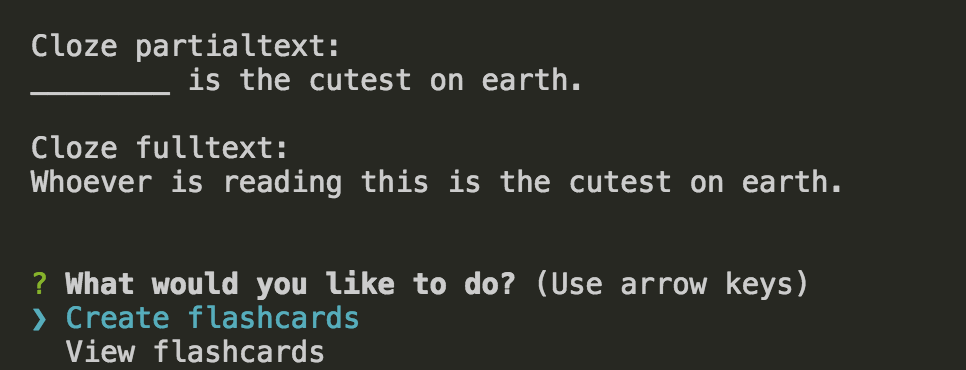 Cloze partialtext:
________ is the cutest on earth.
Cloze fulltext:
Whoever is reading this is the cutest on earth.
? What would you like to do? (Use arrow keys)
❯ Create flashcards
View flashcards